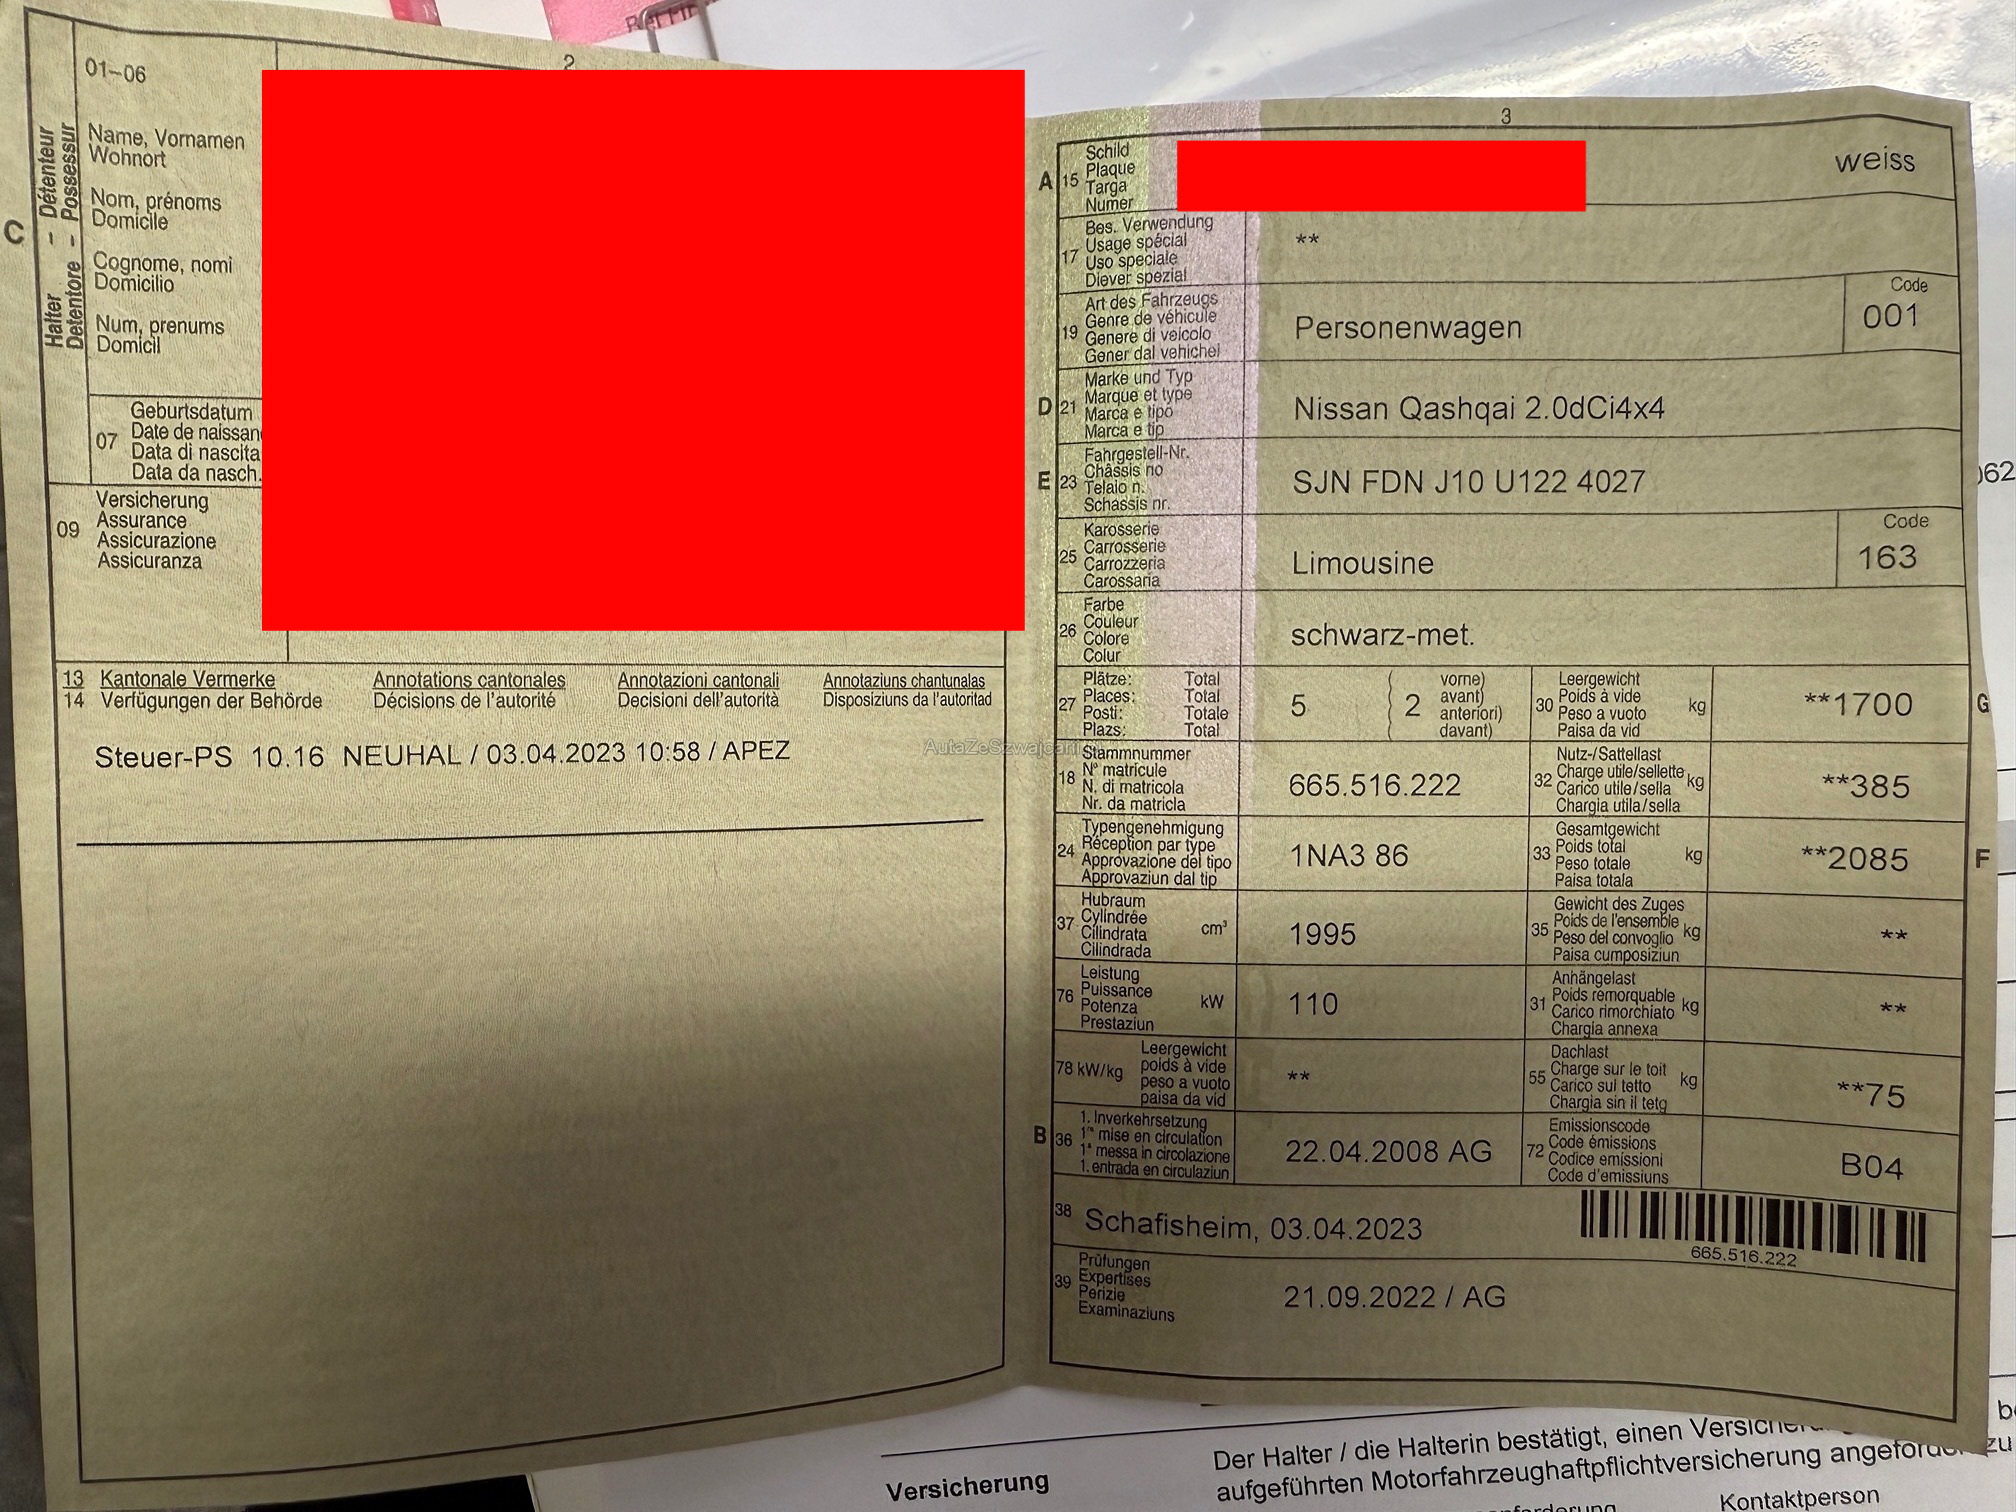 Ber
2
01–06
Name, Vornamen
Wohnort
Nom, prénoms
Domicile
Cognome, nomi
Domicilio
Num, prenums
Domicil
C
Halter – Détenteur
Detentore – Possessur
07
Geburtsdatum
Date de naissan
Data di nascita
Data da nasch.
09
Versicherung
Assurance
Assicurazione
Assicuranza
13 Kantonale Vermerke Annotations cantonales Annotazioni cantonali Annotaziuns chantunalas
14 Verfügungen der Behörde Décisions de l'autorité Decisioni dell'autorità Disposiziuns da l'autoritad
Steuer-PS 10.16 NEUHAL / 03.04.2023 10:58 / APEZ
AutaZeSzwajcarii
3
A 15
Schild
Plaque
Targa
Numer
weiss
17
Bes. Verwendung
Usage spécial
Uso speciale
Diever spezial
**
19
Art des Fahrzeugs
Genre de véhicule
Genere di veicolo
Gener dal vehichel
Personenwagen
Code
001
D 21
Marke und Typ
Marque et type
Marca e tipo
Marca e tip
Nissan Qashqai 2.0dCi4x4
E 23
Fahrgestell-Nr.
Châssis no
Telaio n.
Schassis nr.
SJN FDN J10 U122 4027
062
25
Karosserie
Carrosserie
Carrozzeria
Carossaria
Limousine
Code
163
26
Farbe
Couleur
Colore
Colur
schwarz-met.
27
Plätze: Total
Places: Total
Posti: Totale
Plazs: Total
5
( 2
vorne)
avant)
anteriori)
davant)
30
Leergewicht
Poids à vide
Peso a vuoto
Paisa da vid
kg
**1700
G
18
Stammnummer
N° matricule
N. di matricola
Nr. da matricla
665.516.222
32
Nutz-/Sattellast
Charge utile/sellette
Carico utile/sella
Chargia utila/sella
kg
**385
24
Typengenehmigung
Réception par type
Approvazione del tipo
Approvaziun dal tip
1NA3 86
33
Gesamtgewicht
Poids total
Peso totale
Paisa totala
kg
**2085
F
37
Hubraum
Cylindrée
Cilindrata
Cilindrada
cm³
1995
35
Gewicht des Zuges
Poids de l'ensemble
Peso del convoglio
Paisa cumposiziun
kg
**
76
Leistung
Puissance
Potenza
Prestaziun
kW
110
31
Anhängelast
Poids remorquable
Carico rimorchiato
Chargia annexa
kg
**
78 kW/kg
Leergewicht
poids à vide
peso a vuoto
paisa da vid
**
55
Dachlast
Charge sur le toit
Carico sul tetto
Chargia sin il tetg
kg
**75
B 36
1. Inverkehrsetzung
1re mise en circulation
1a messa in circolazione
1. entrada en circulaziun
22.04.2008 AG
72
Emissionscode
Code émissions
Codice emissioni
Code d'emissiuns
B04
38
Schafisheim, 03.04.2023
665.516.222
39
Prüfungen
Expertises
Perizie
Examinaziuns
21.09.2022 / AG
Versicherung
Der Halter / die Halterin bestätigt, einen
aufgeführten Motorfahrzeughaftpflichtversicherung
zu
Kontaktperson